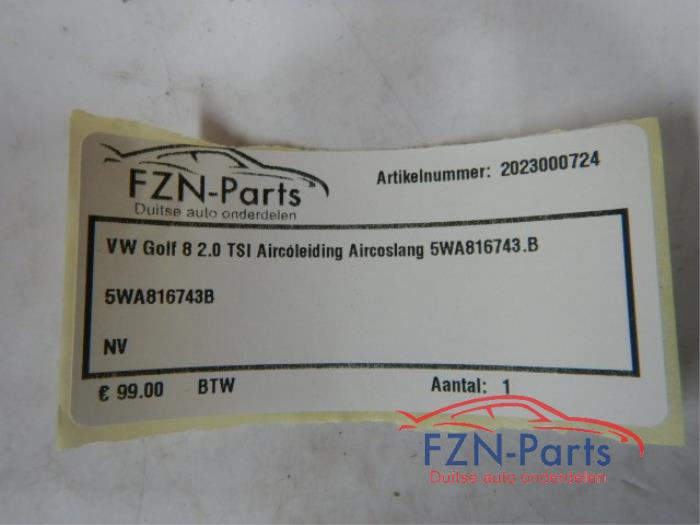 FZN-Parts
Duitse auto onderdelen
Artikelnummer: 2023000724
VW Golf 8 2.0 TSI Aircoleiding Aircoslang 5WA816743.B
5WA816743B
NV
€ 99.00 BTW Aantal: 1
FZN-Parts
Duitse auto onderdelen